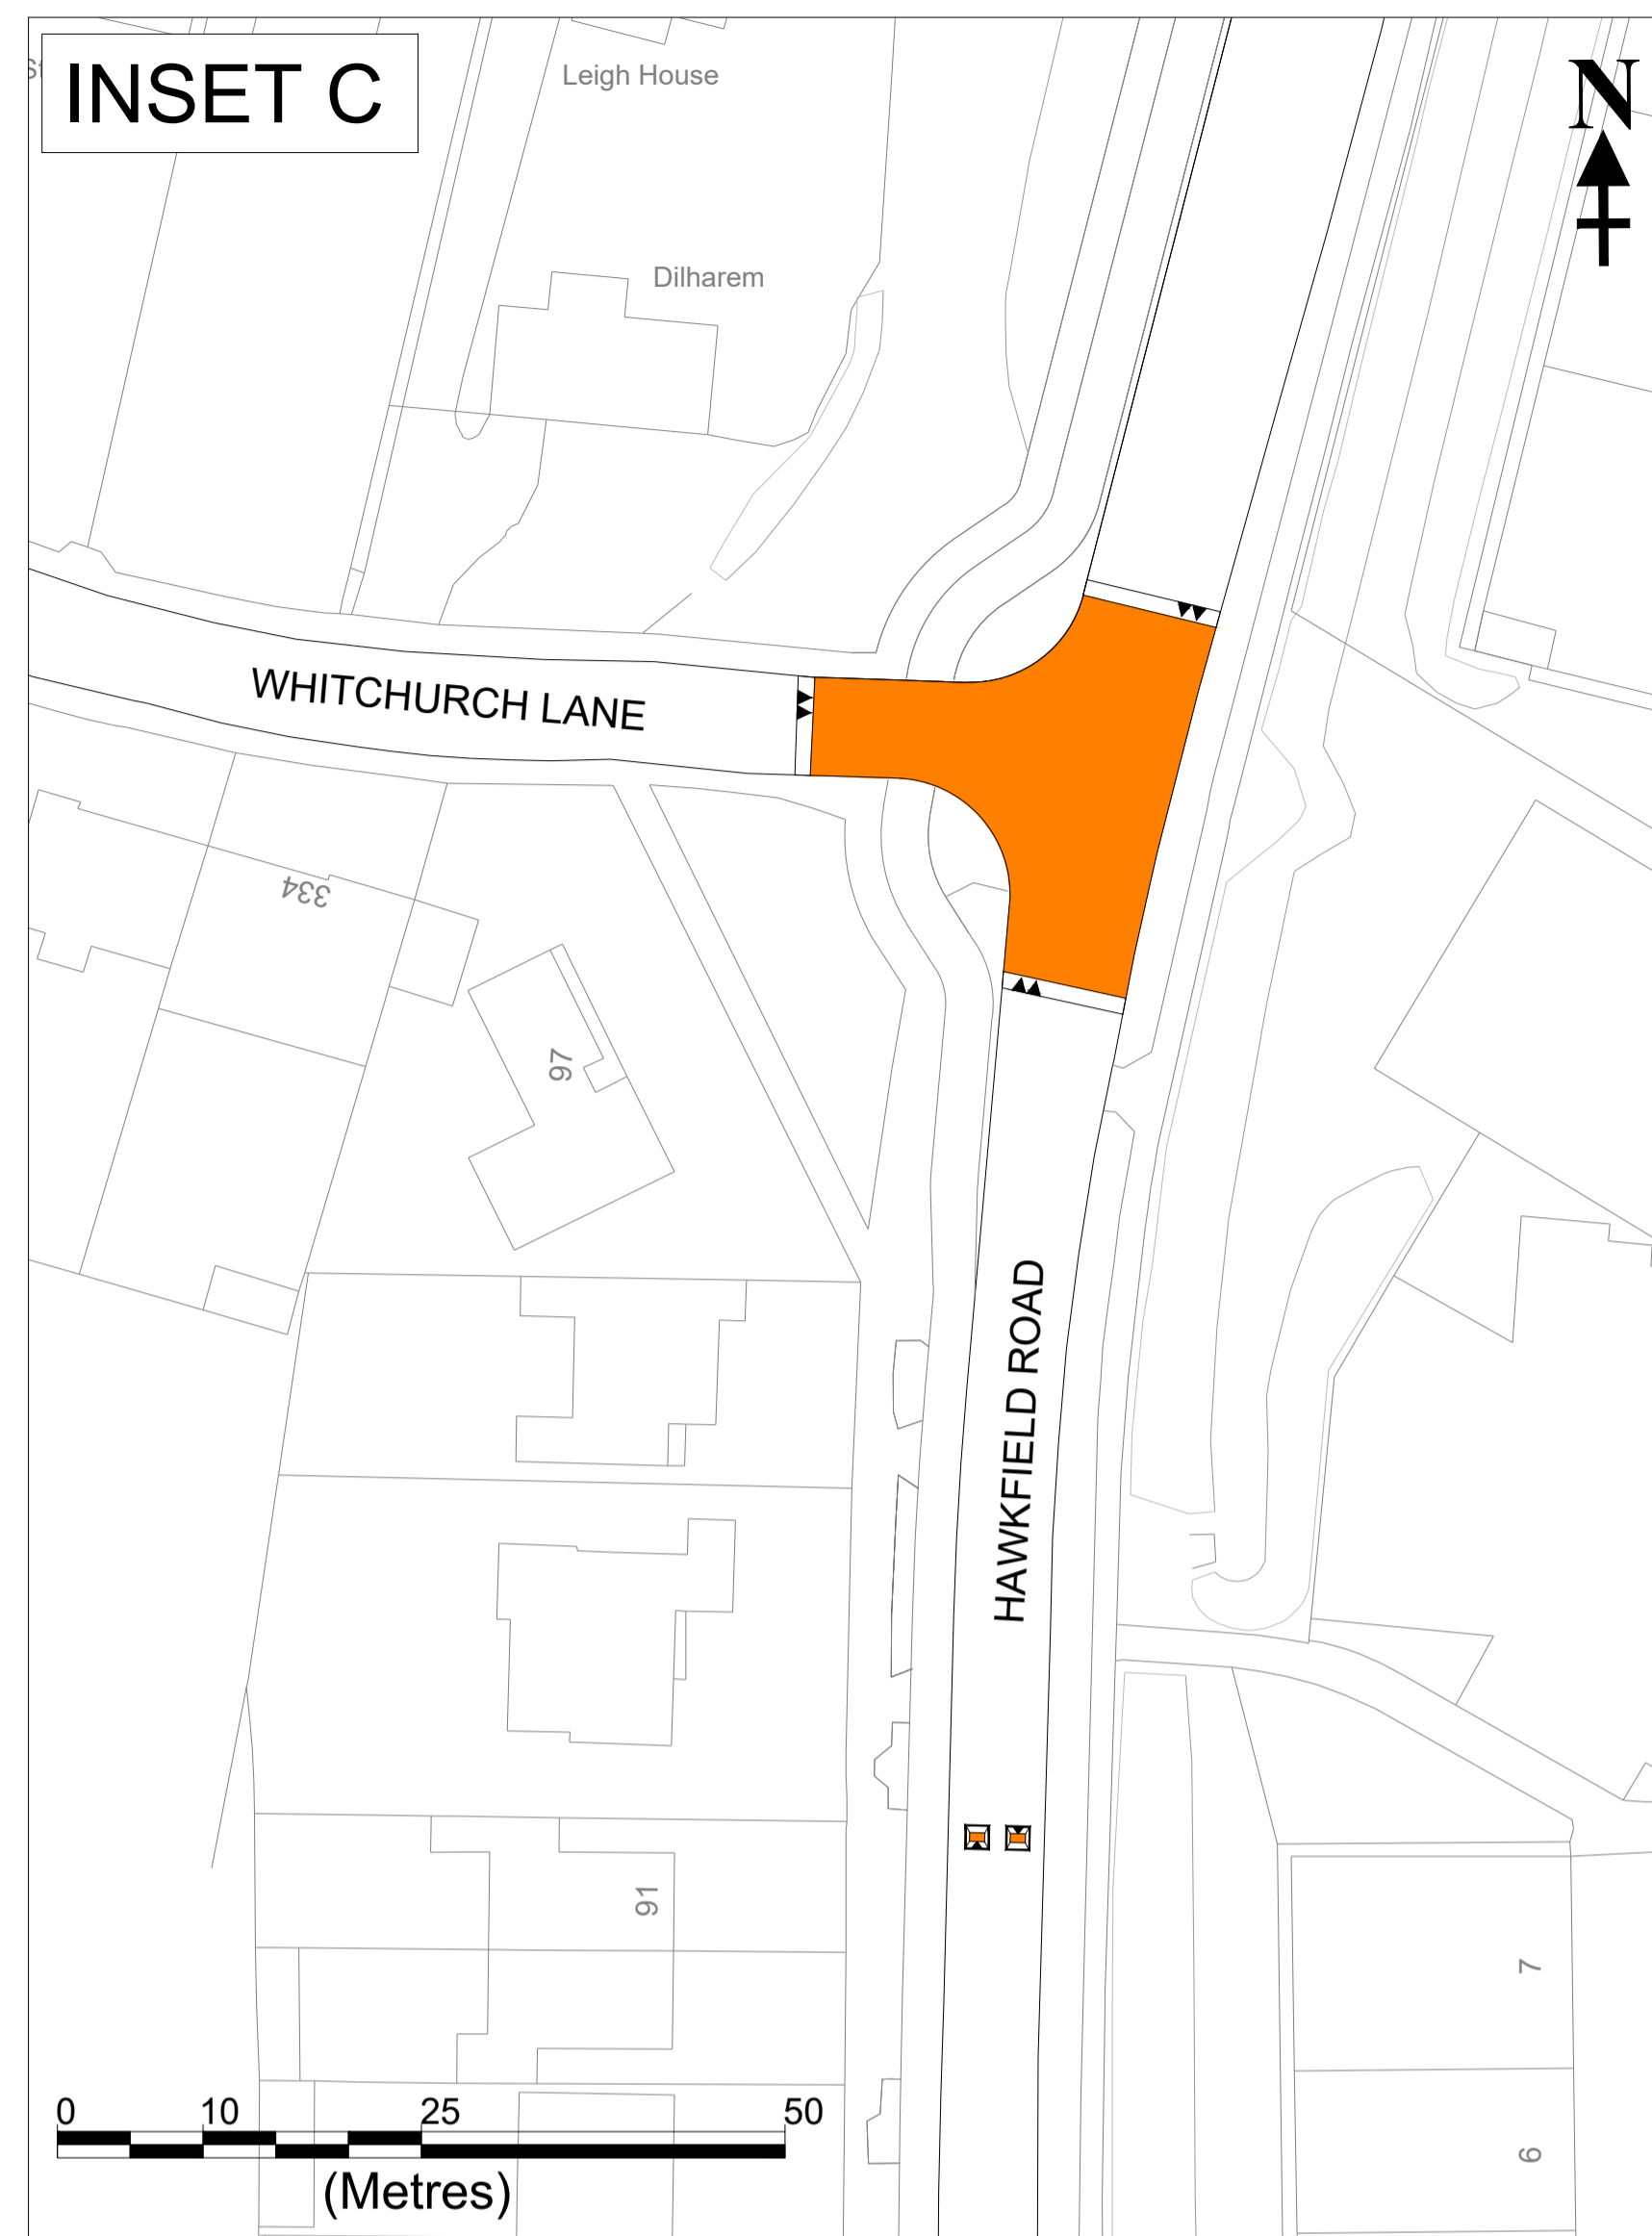 INSET C
Leigh House
N
Dilharem
WHITCHURCH LANE
334
97
HAWKFIELD ROAD
91
7
6
0 10 25 50
(Metres)